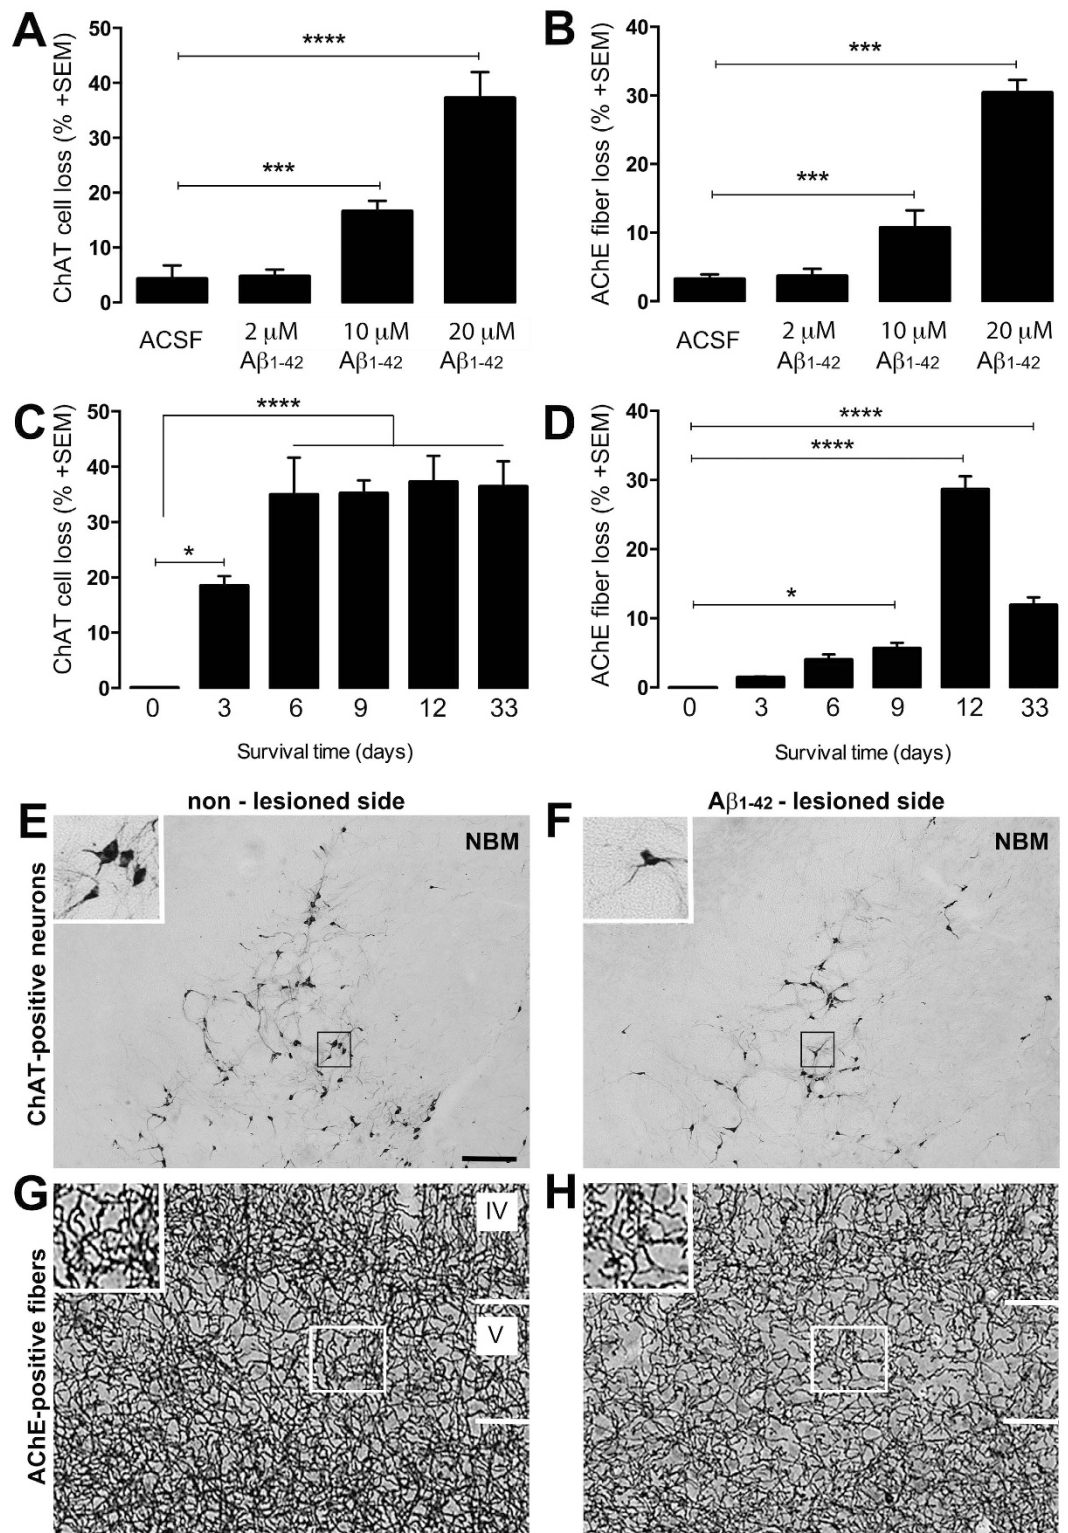 A
ChAT cell loss (% +SEM)
50
40
30
20
10
0
****
***
ACSF
2 μM
Aβ1-42
10 μM
Aβ1-42
20 μM
Aβ1-42
B
AChE fiber loss (% +SEM)
40
30
20
10
0
***
***
ACSF
2 μM
Aβ1-42
10 μM
Aβ1-42
20 μM
Aβ1-42
C
ChAT cell loss (% +SEM)
50
40
30
20
10
0
****
*
0 3 6 9 12 33
Survival time (days)
D
AChE fiber loss (% +SEM)
40
30
20
10
0
****
****
*
0 3 6 9 12 33
Survival time (days)
non - lesioned side
Aβ1-42 - lesioned side
ChAT-positive neurons
E
NBM
F
NBM
AChE-positive fibers
G
IV
V
H